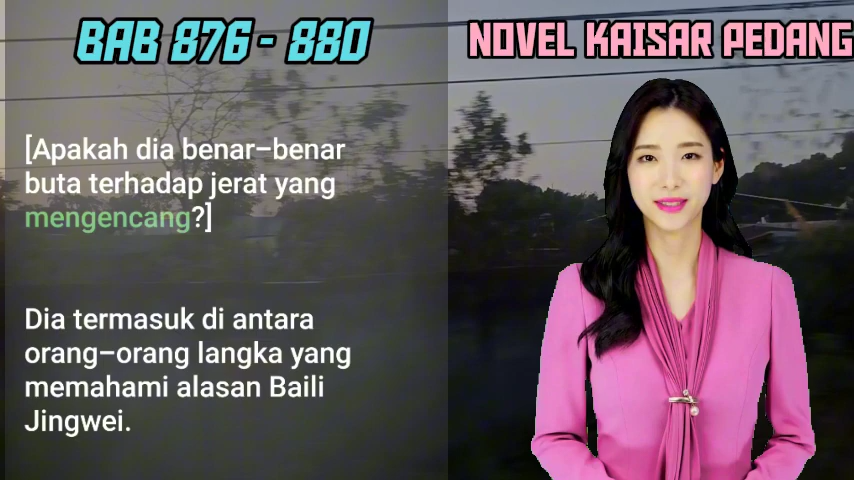 BAB 876 - 880
NOVEL KAISAR PEDANG
[Apakah dia benar–benar
buta terhadap jerat yang
mengencang?]
Dia termasuk di antara
orang–orang langka yang
memahami alasan Baili
Jingwei.